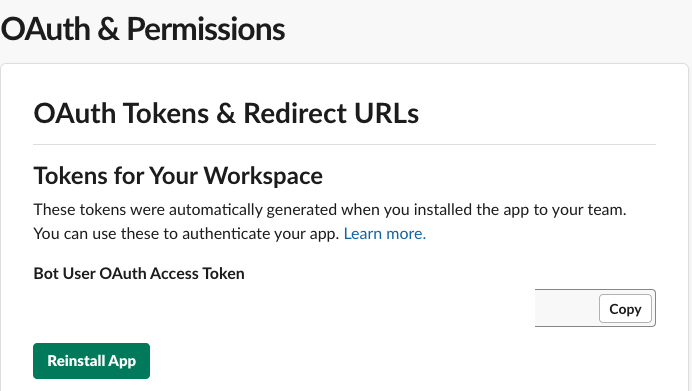 OAuth & Permissions
OAuth Tokens & Redirect URLs
Tokens for Your Workspace
These tokens were automatically generated when you installed the app to your team.
You can use these to authenticate your app. Learn more.
Bot User OAuth Access Token
Copy
Reinstall App